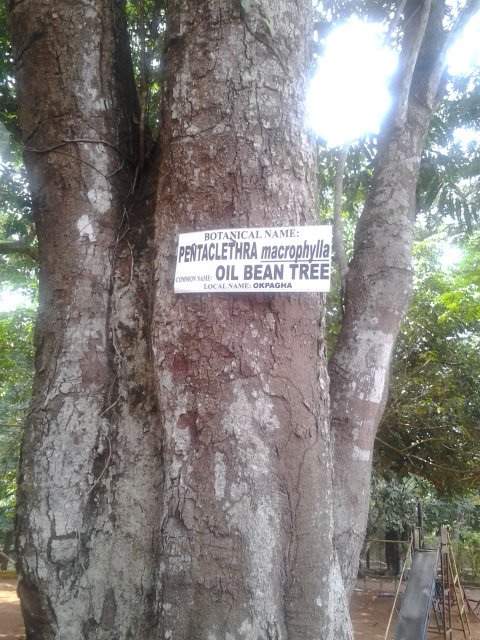 BOTANICAL NAME:
PENTACLETHRA macrophylla
COMMON NAME: OIL BEAN TREE
LOCAL NAME: OKPAGHA